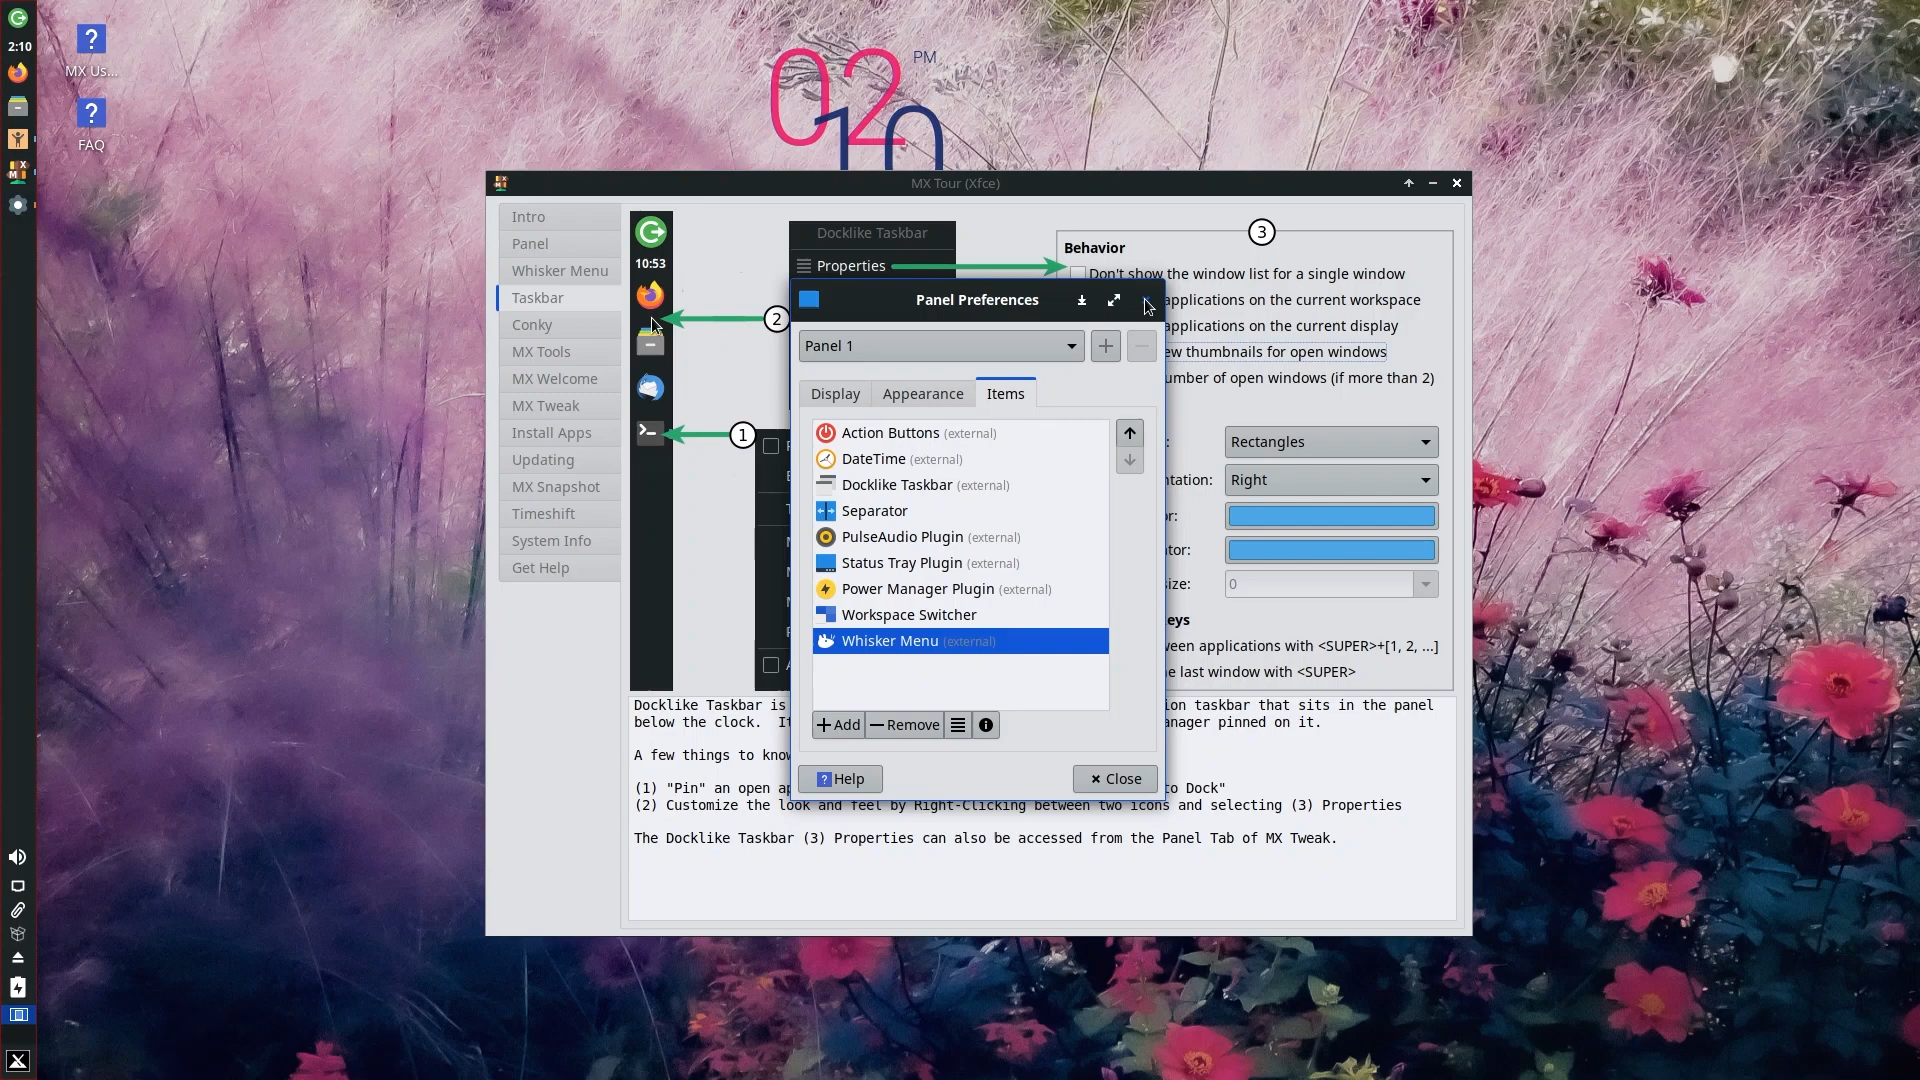 2:10
MX Us...
FAQ
02
PM
10
MX Tour (Xfce)
Intro
Panel
Whisker Menu
Taskbar
Conky
MX Tools
MX Welcome
MX Tweak
Install Apps
Updating
MX Snapshot
Timeshift
System Info
Get Help
10:53
2
1
Docklike Taskbar
Properties
3
Behavior
Don't show the window list for a single window
applications on the current workspace
applications on the current display
ew thumbnails for open windows
umber of open windows (if more than 2)
Rectangles
ntation: Right
or:
tor:
size: 0
eys
ween applications with <SUPER>+[1, 2, ...]
e last window with <SUPER>
Panel Preferences
Panel 1
Display Appearance Items
Action Buttons (external)
DateTime (external)
Docklike Taskbar (external)
Separator
PulseAudio Plugin (external)
Status Tray Plugin (external)
Power Manager Plugin (external)
Workspace Switcher
Whisker Menu (external)
Add Remove
Help Close
Docklike Taskbar is on taskbar that sits in the panel
below the clock. It anager pinned on it.
A few things to know
(1) "Pin" an open ap to Dock"
(2) Customize the look and feel by Right-Clicking between two icons and selecting (3) Properties
The Docklike Taskbar (3) Properties can also be accessed from the Panel Tab of MX Tweak.